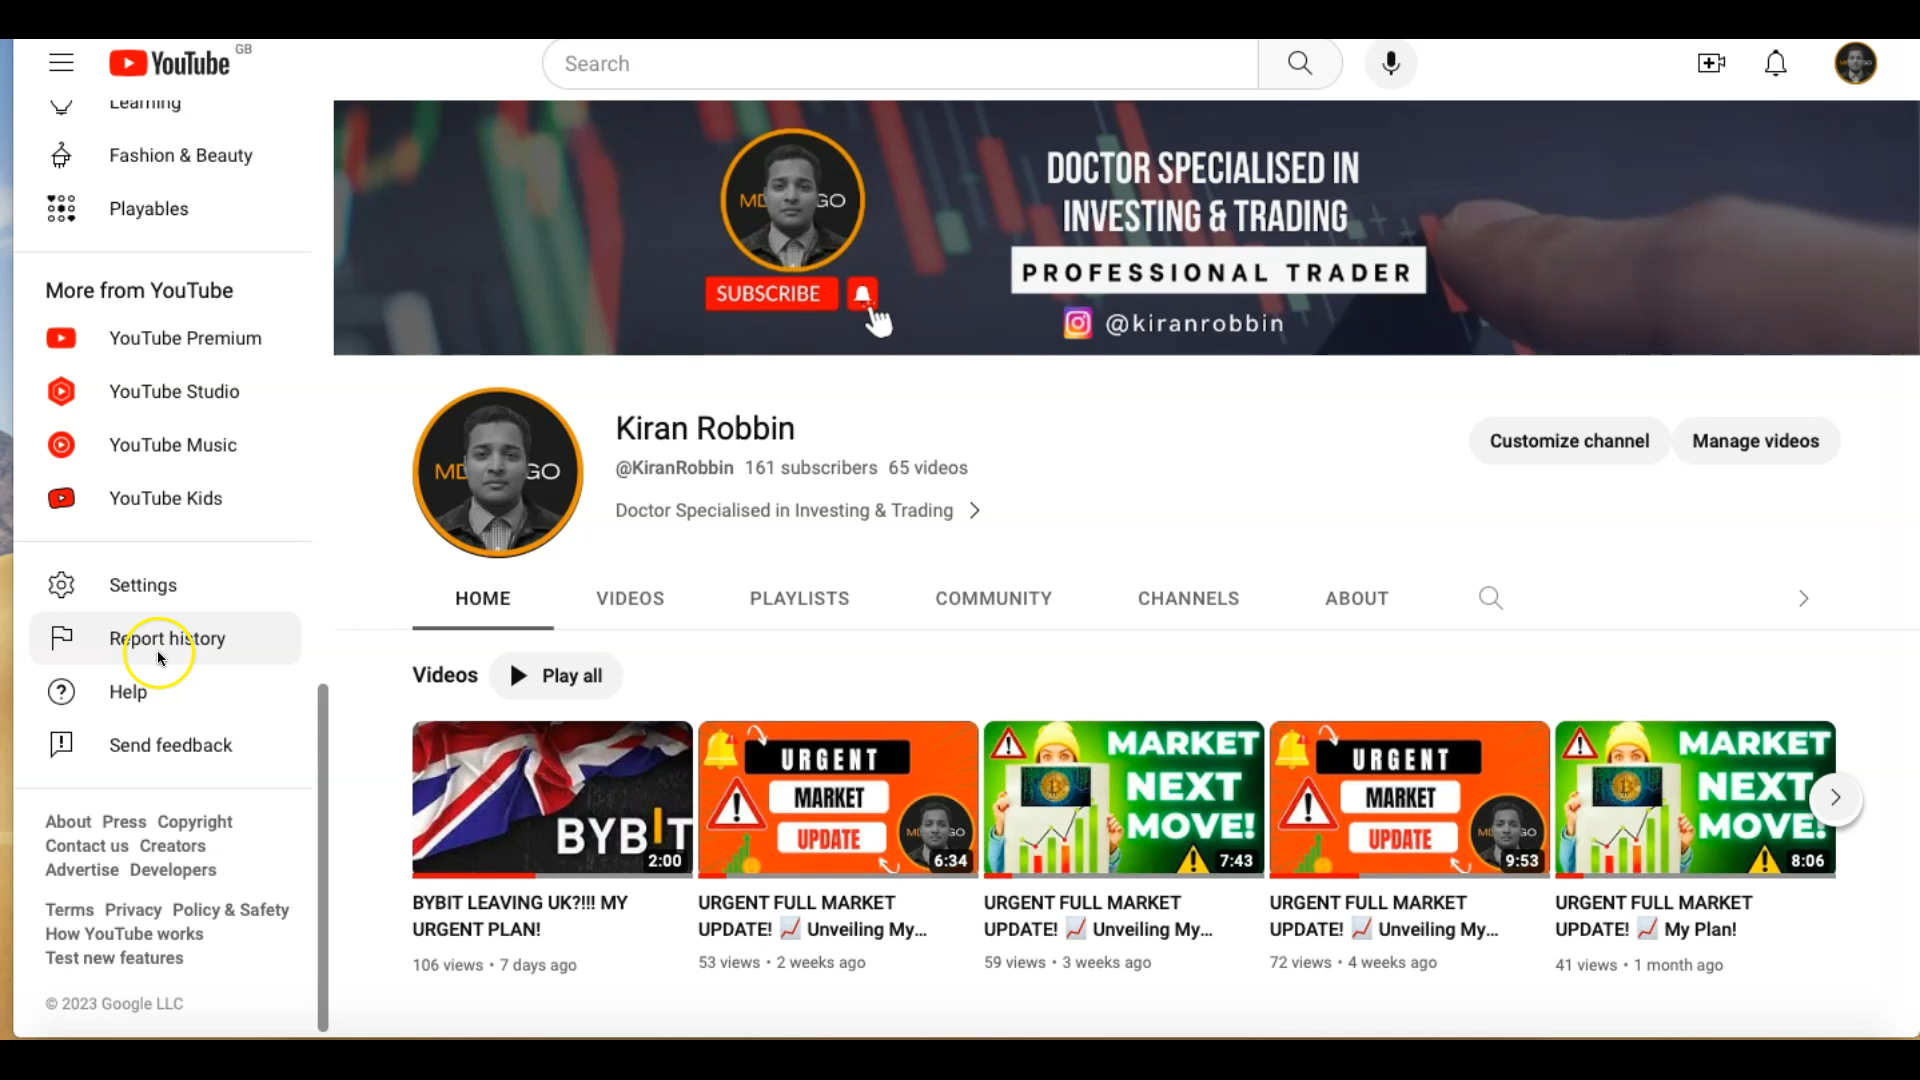 YouTube GB
Search
Learning
Fashion & Beauty
Playables
More from YouTube
YouTube Premium
YouTube Studio
YouTube Music
YouTube Kids
Settings
Report history
Help
Send feedback
About Press Copyright
Contact us Creators
Advertise Developers
Terms Privacy Policy & Safety
How YouTube works
Test new features
© 2023 Google LLC
MD GO
SUBSCRIBE
DOCTOR SPECIALISED IN
INVESTING & TRADING
PROFESSIONAL TRADER
@kiranrobbin
MD GO
Kiran Robbin
@KiranRobbin 161 subscribers 65 videos
Doctor Specialised in Investing & Trading
Customize channel
Manage videos
HOME VIDEOS PLAYLISTS COMMUNITY CHANNELS ABOUT
Videos
Play all
BYBIT
2:00
BYBIT LEAVING UK?!!! MY
URGENT PLAN!
106 views • 7 days ago
URGENT
MARKET
UPDATE
6:34
URGENT FULL MARKET
UPDATE! 📈 Unveiling My...
53 views • 2 weeks ago
MARKET
NEXT
MOVE!
7:43
URGENT FULL MARKET
UPDATE! 📈 Unveiling My...
59 views • 3 weeks ago
URGENT
MARKET
UPDATE
9:53
URGENT FULL MARKET
UPDATE! 📈 Unveiling My...
72 views • 4 weeks ago
MARKET
NEXT
MOVE!
8:06
URGENT FULL MARKET
UPDATE! 📈 My Plan!
41 views • 1 month ago